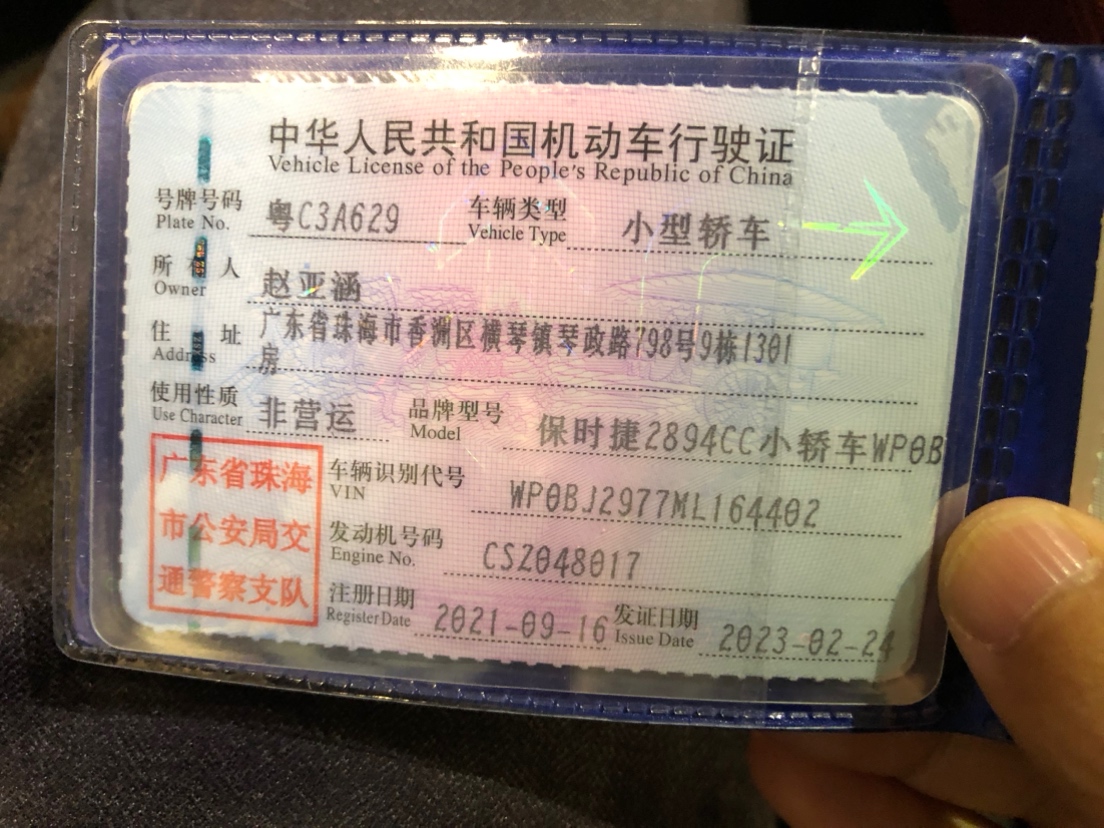 中华人民共和国机动车行驶证
Vehicle License of the People's Republic of China
号牌号码 粤C3A629 车辆类型 小型轿车
Plate No. Vehicle Type
所有人 赵亚涵
Owner
住址 广东省珠海市香洲区横琴镇琴政路798号9栋1301
Address 房
使用性质 非营运 品牌型号 保时捷2894CC小轿车WP0B
Use Character Model
广东省珠海
市公安局交
通警察支队
车辆识别代号 WP0BJ2977ML164402
VIN
发动机号码 CSZ048017
Engine No.
注册日期 2021-09-16 发证日期 2023-02-24
Register Date Issue Date